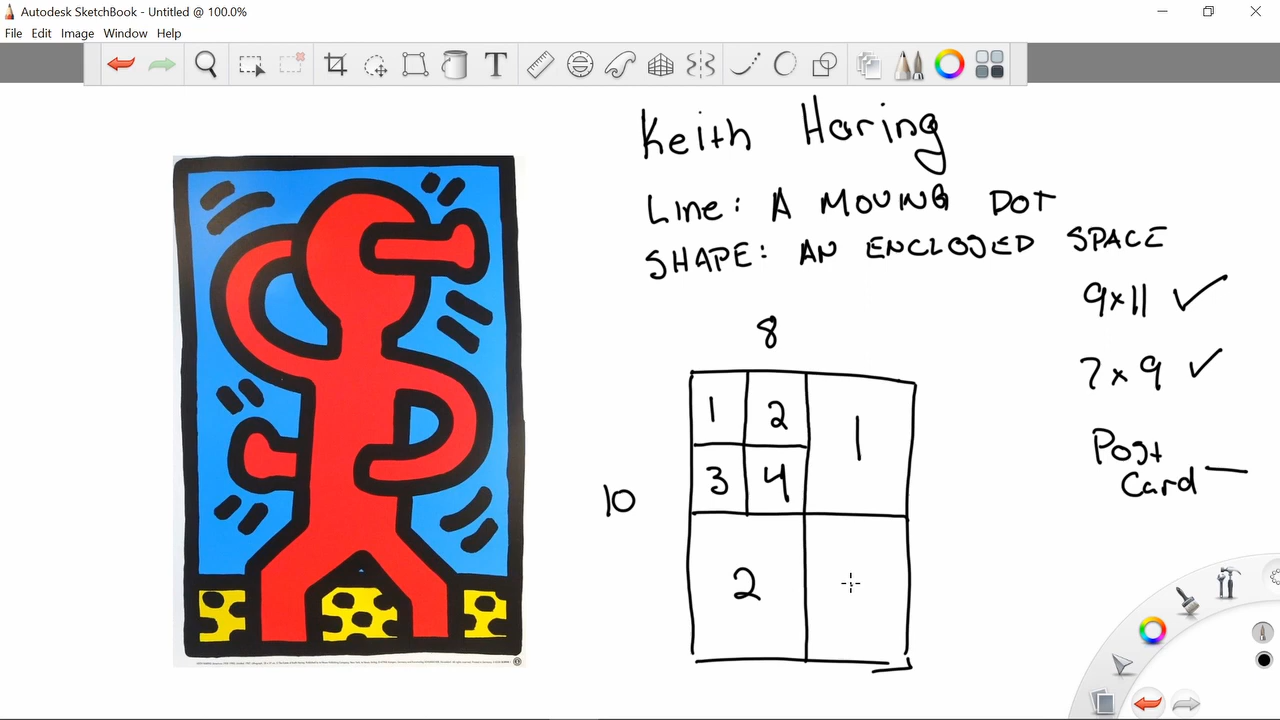 Autodesk SketchBook - Untitled @ 100.0%
File Edit Image Window Help
T
Keith Haring
Line: A MOVING DOT
SHAPE: AN ENCLOSED SPACE
9x11 ✓
8
7x9 ✓
1 2 1
Post
Card —
3 4
10
2